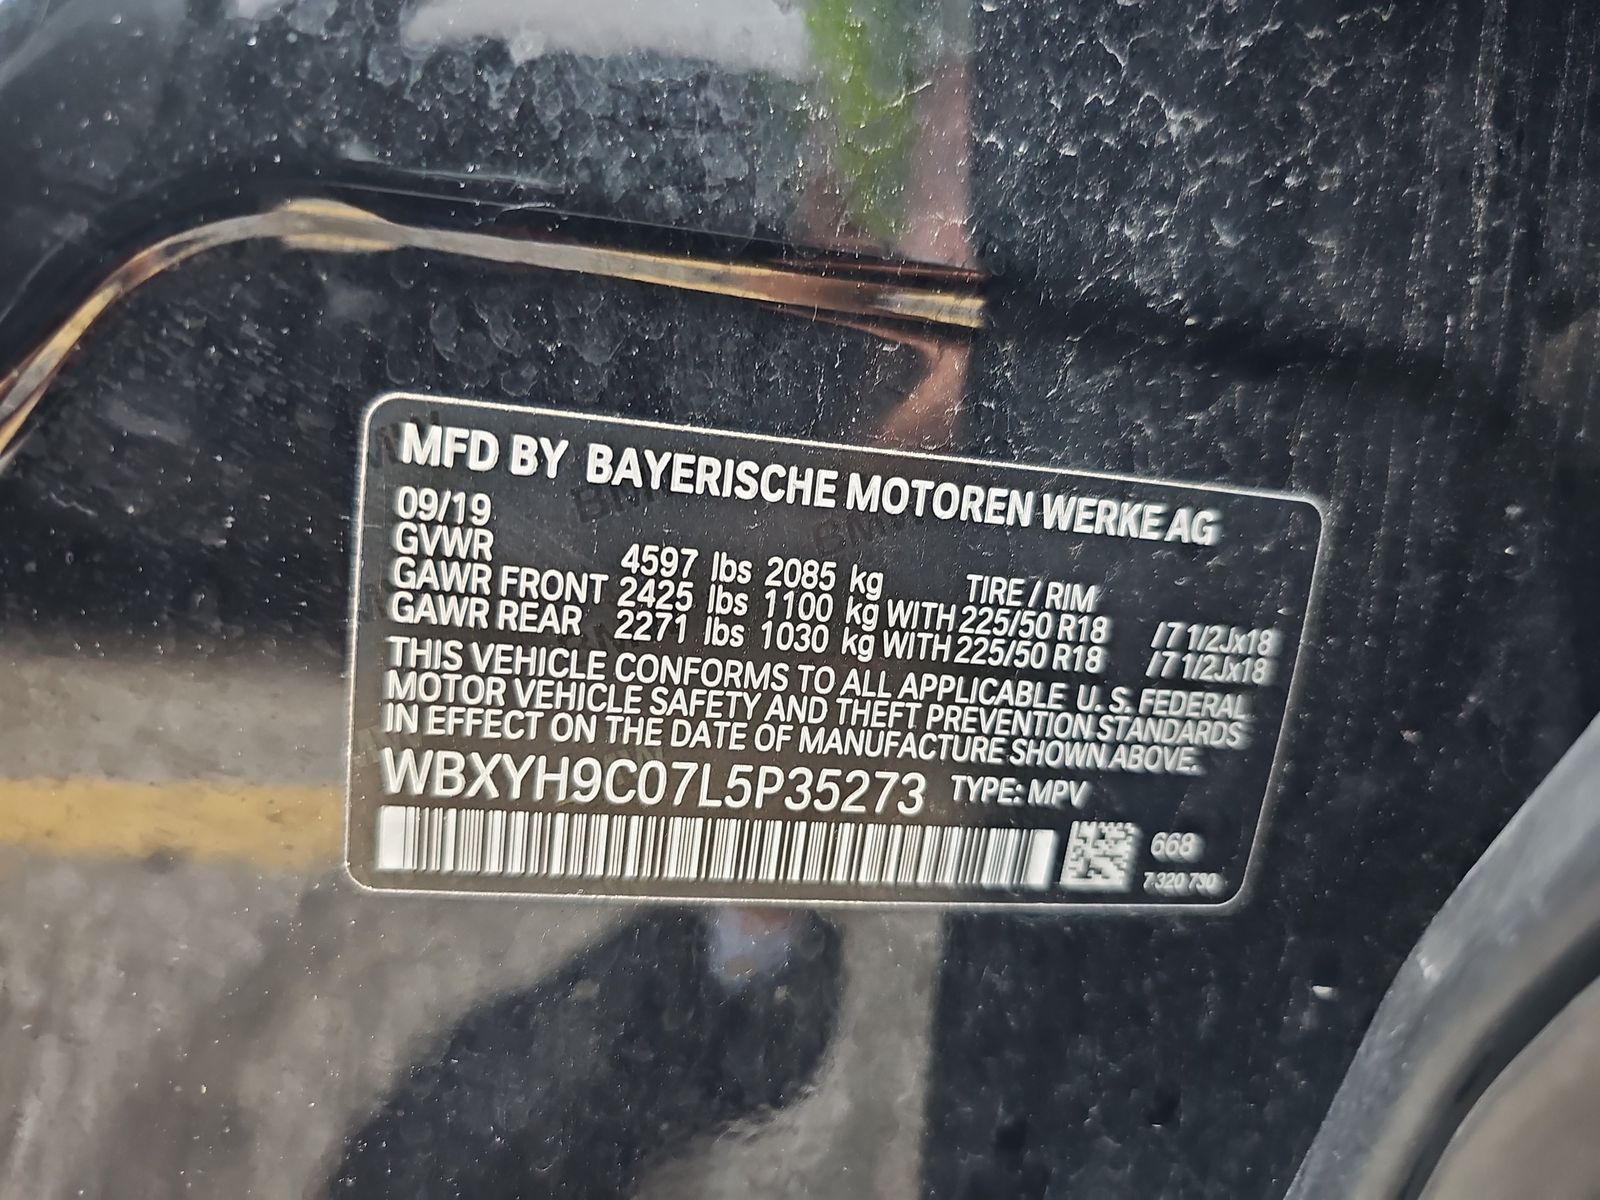 MFD BY BAYERISCHE MOTOREN WERKE AG
09/19
GVWR 4597 lbs 2085 kg TIRE / RIM
GAWR FRONT 2425 lbs 1100 kg WITH 225/50 R18 /7 1/2Jx18
GAWR REAR 2271 lbs 1030 kg WITH 225/50 R18 /7 1/2Jx18
THIS VEHICLE CONFORMS TO ALL APPLICABLE U.S. FEDERAL
MOTOR VEHICLE SAFETY AND THEFT PREVENTION STANDARDS
IN EFFECT ON THE DATE OF MANUFACTURE SHOWN ABOVE.
WBXYH9C07L5P35273 TYPE: MPV
668
7 320 730